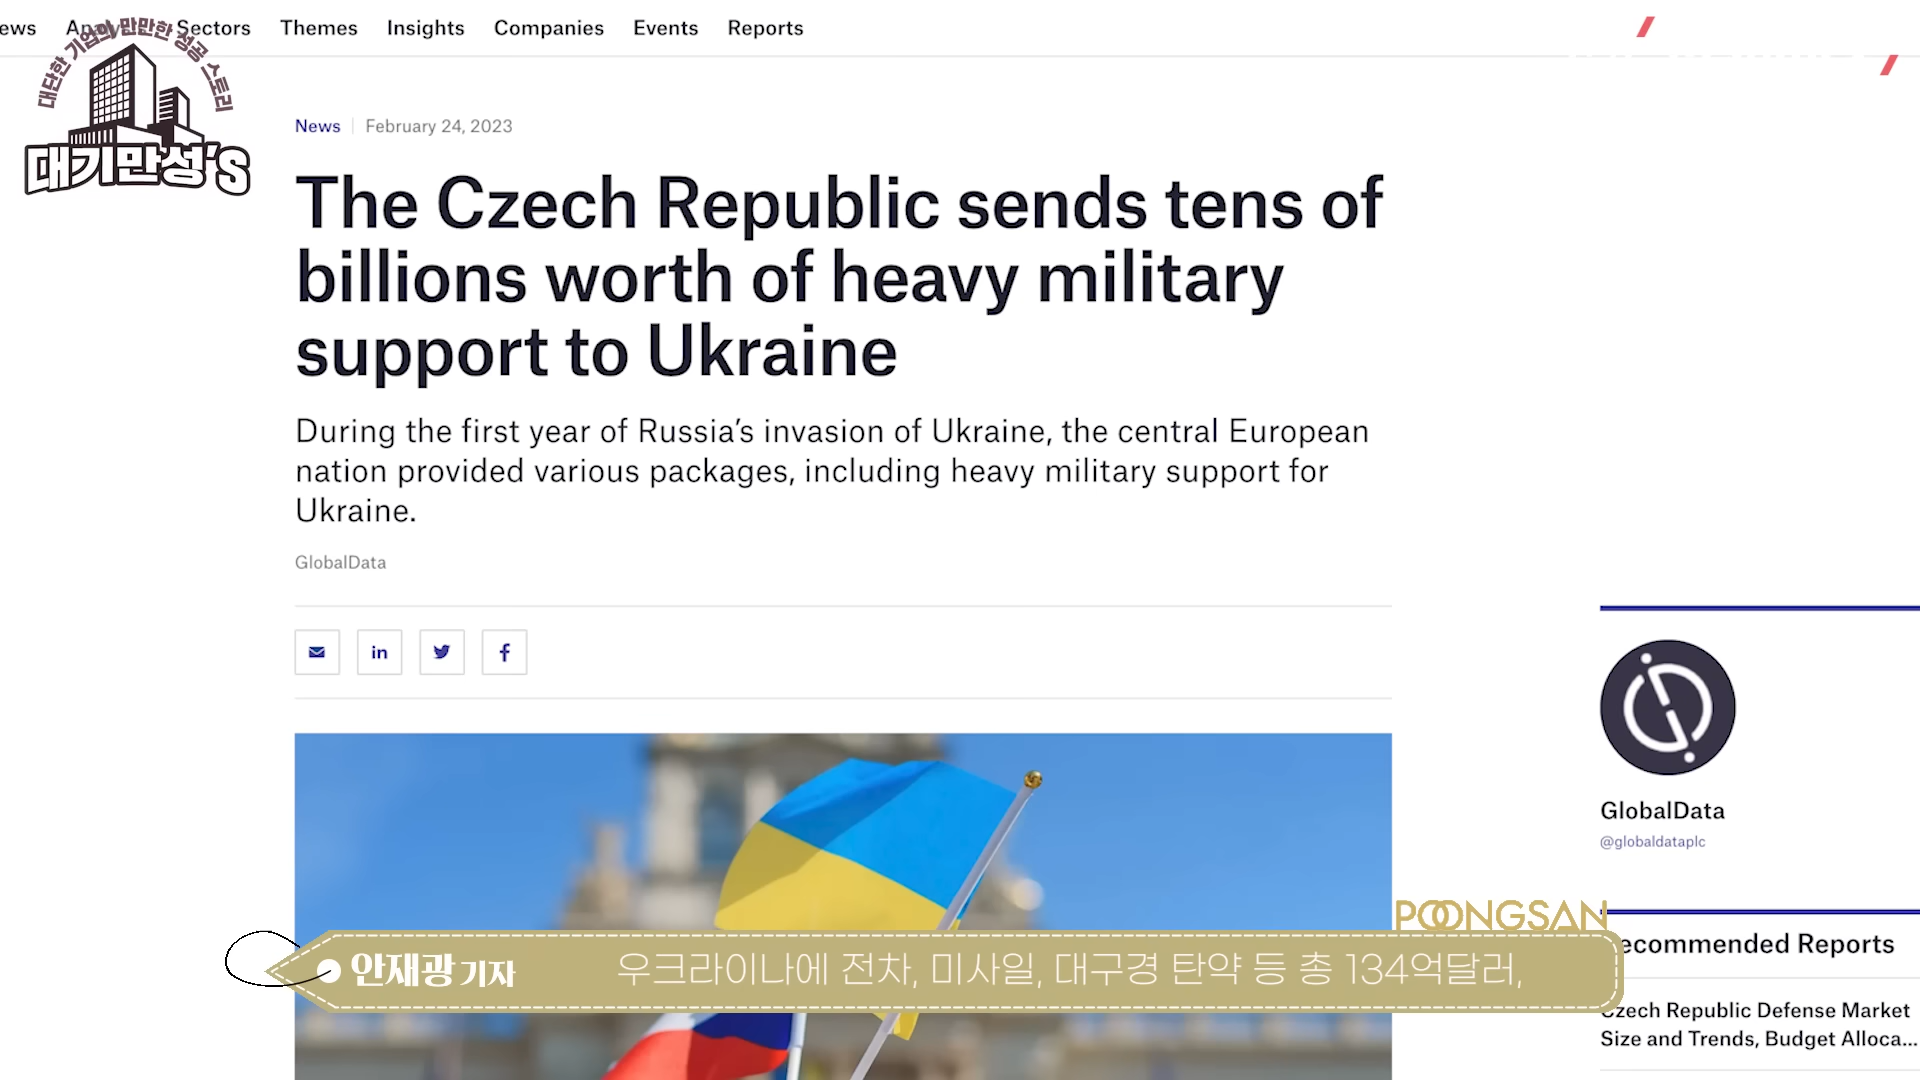 ews Analysis Sectors Themes Insights Companies Events Reports
대단한 기업의 만만한 성공 스토리
대기만성'S
News February 24, 2023
The Czech Republic sends tens of
billions worth of heavy military
support to Ukraine
During the first year of Russia’s invasion of Ukraine, the central European
nation provided various packages, including heavy military support for
Ukraine.
GlobalData
in
f
GlobalData
@globaldataplc
POONGSAN
ecommended Reports
안재광 기자 우크라이나에 전차, 미사일, 대구경 탄약 등 총 134억달러,
Czech Republic Defense Market
Size and Trends, Budget Alloca...